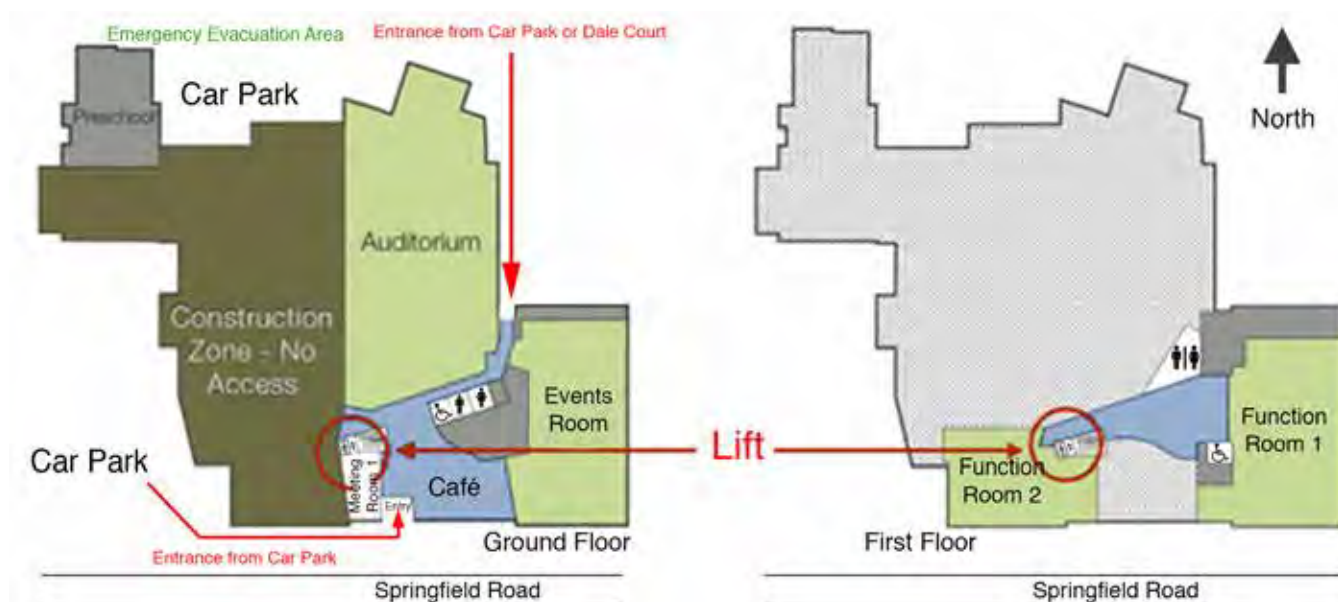 Emergency Evacuation Area
Entrance from Car Park or Dale Court
Car Park
Preschool
North
Auditorium
Construction
Zone - No
Access
Events
Room
Lift
Function
Room 1
Car Park
Meeting
Room 1
Café
Entry
Function
Room 2
Entrance from Car Park
Ground Floor
First Floor
Springfield Road
Springfield Road